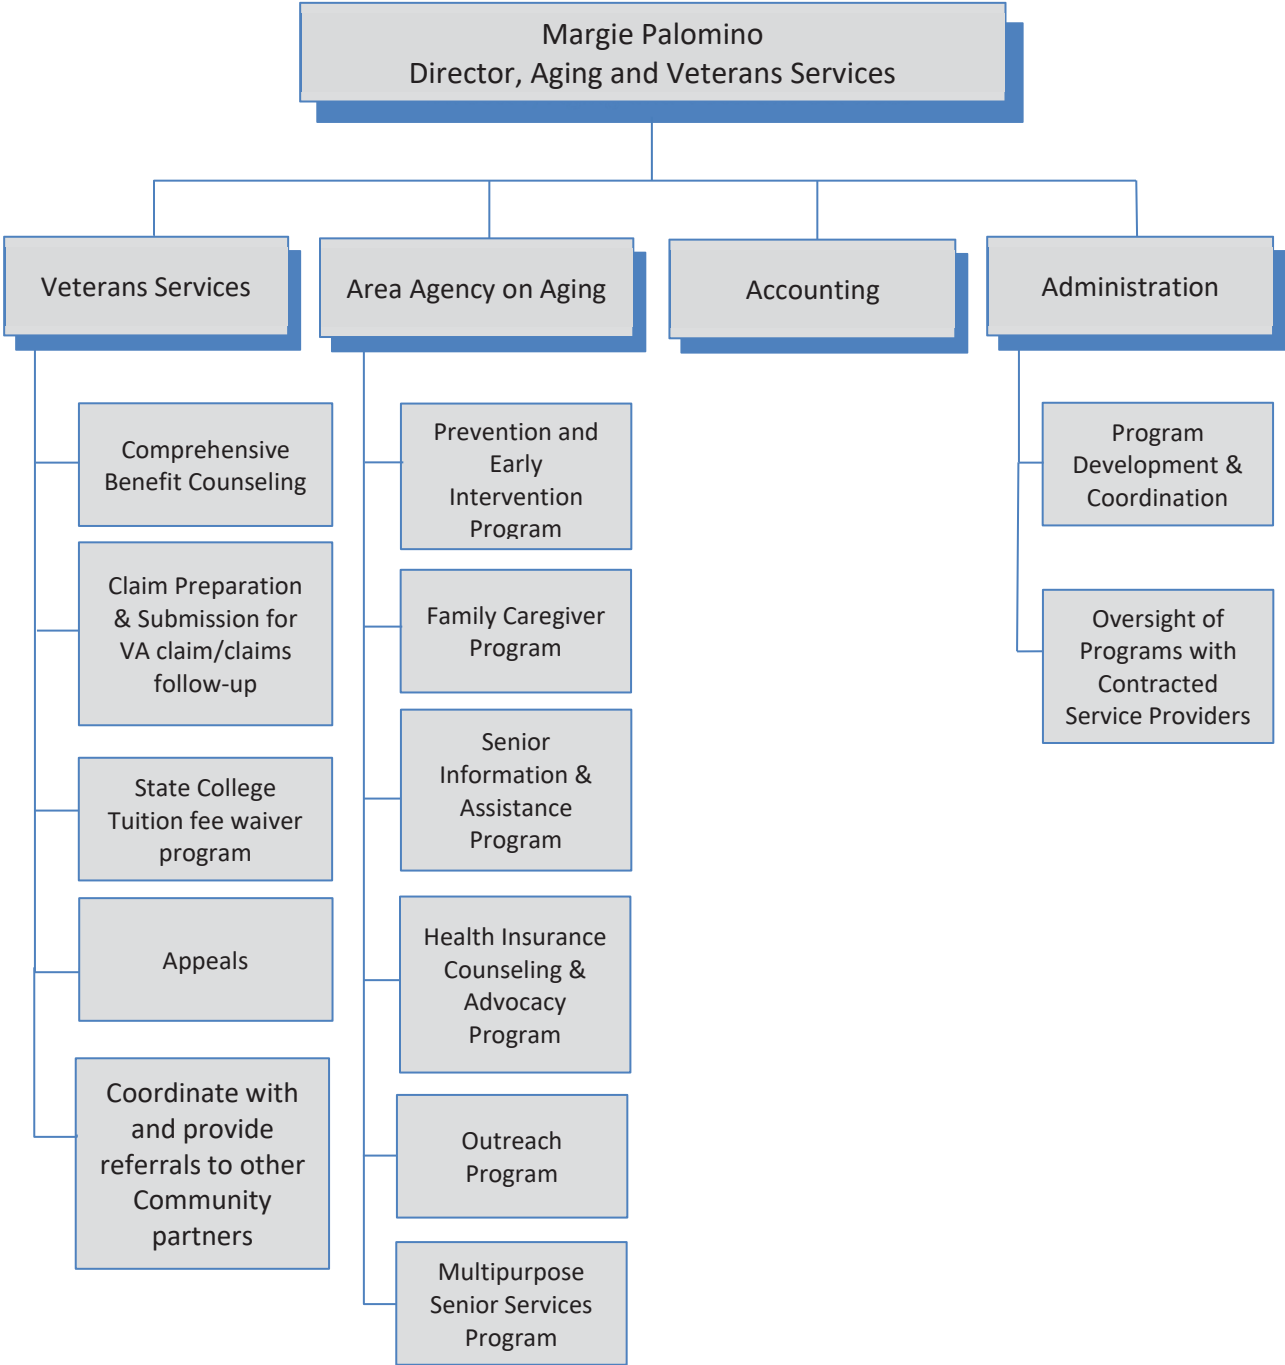 Margie Palomino
Director, Aging and Veterans Services
Veterans Services
Area Agency on Aging
Accounting
Administration
Comprehensive
Benefit Counseling
Claim Preparation
& Submission for
VA claim/claims
follow-up
State College
Tuition fee waiver
program
Appeals
Coordinate with
and provide
referrals to other
Community
partners
Prevention and
Early
Intervention
Program
Family Caregiver
Program
Senior
Information &
Assistance
Program
Health Insurance
Counseling &
Advocacy
Program
Outreach
Program
Multipurpose
Senior Services
Program
Program
Development &
Coordination
Oversight of
Programs with
Contracted
Service Providers